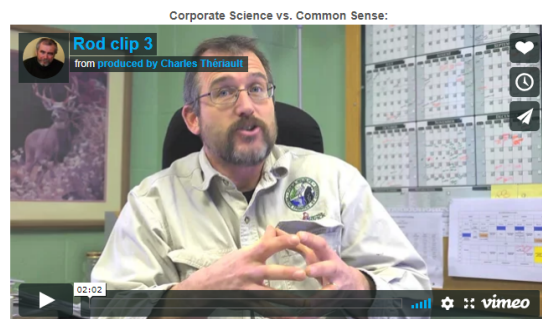 Corporate Science vs. Common Sense:
Rod clip 3
from produced by Charles Thériault
02:02
vimeo